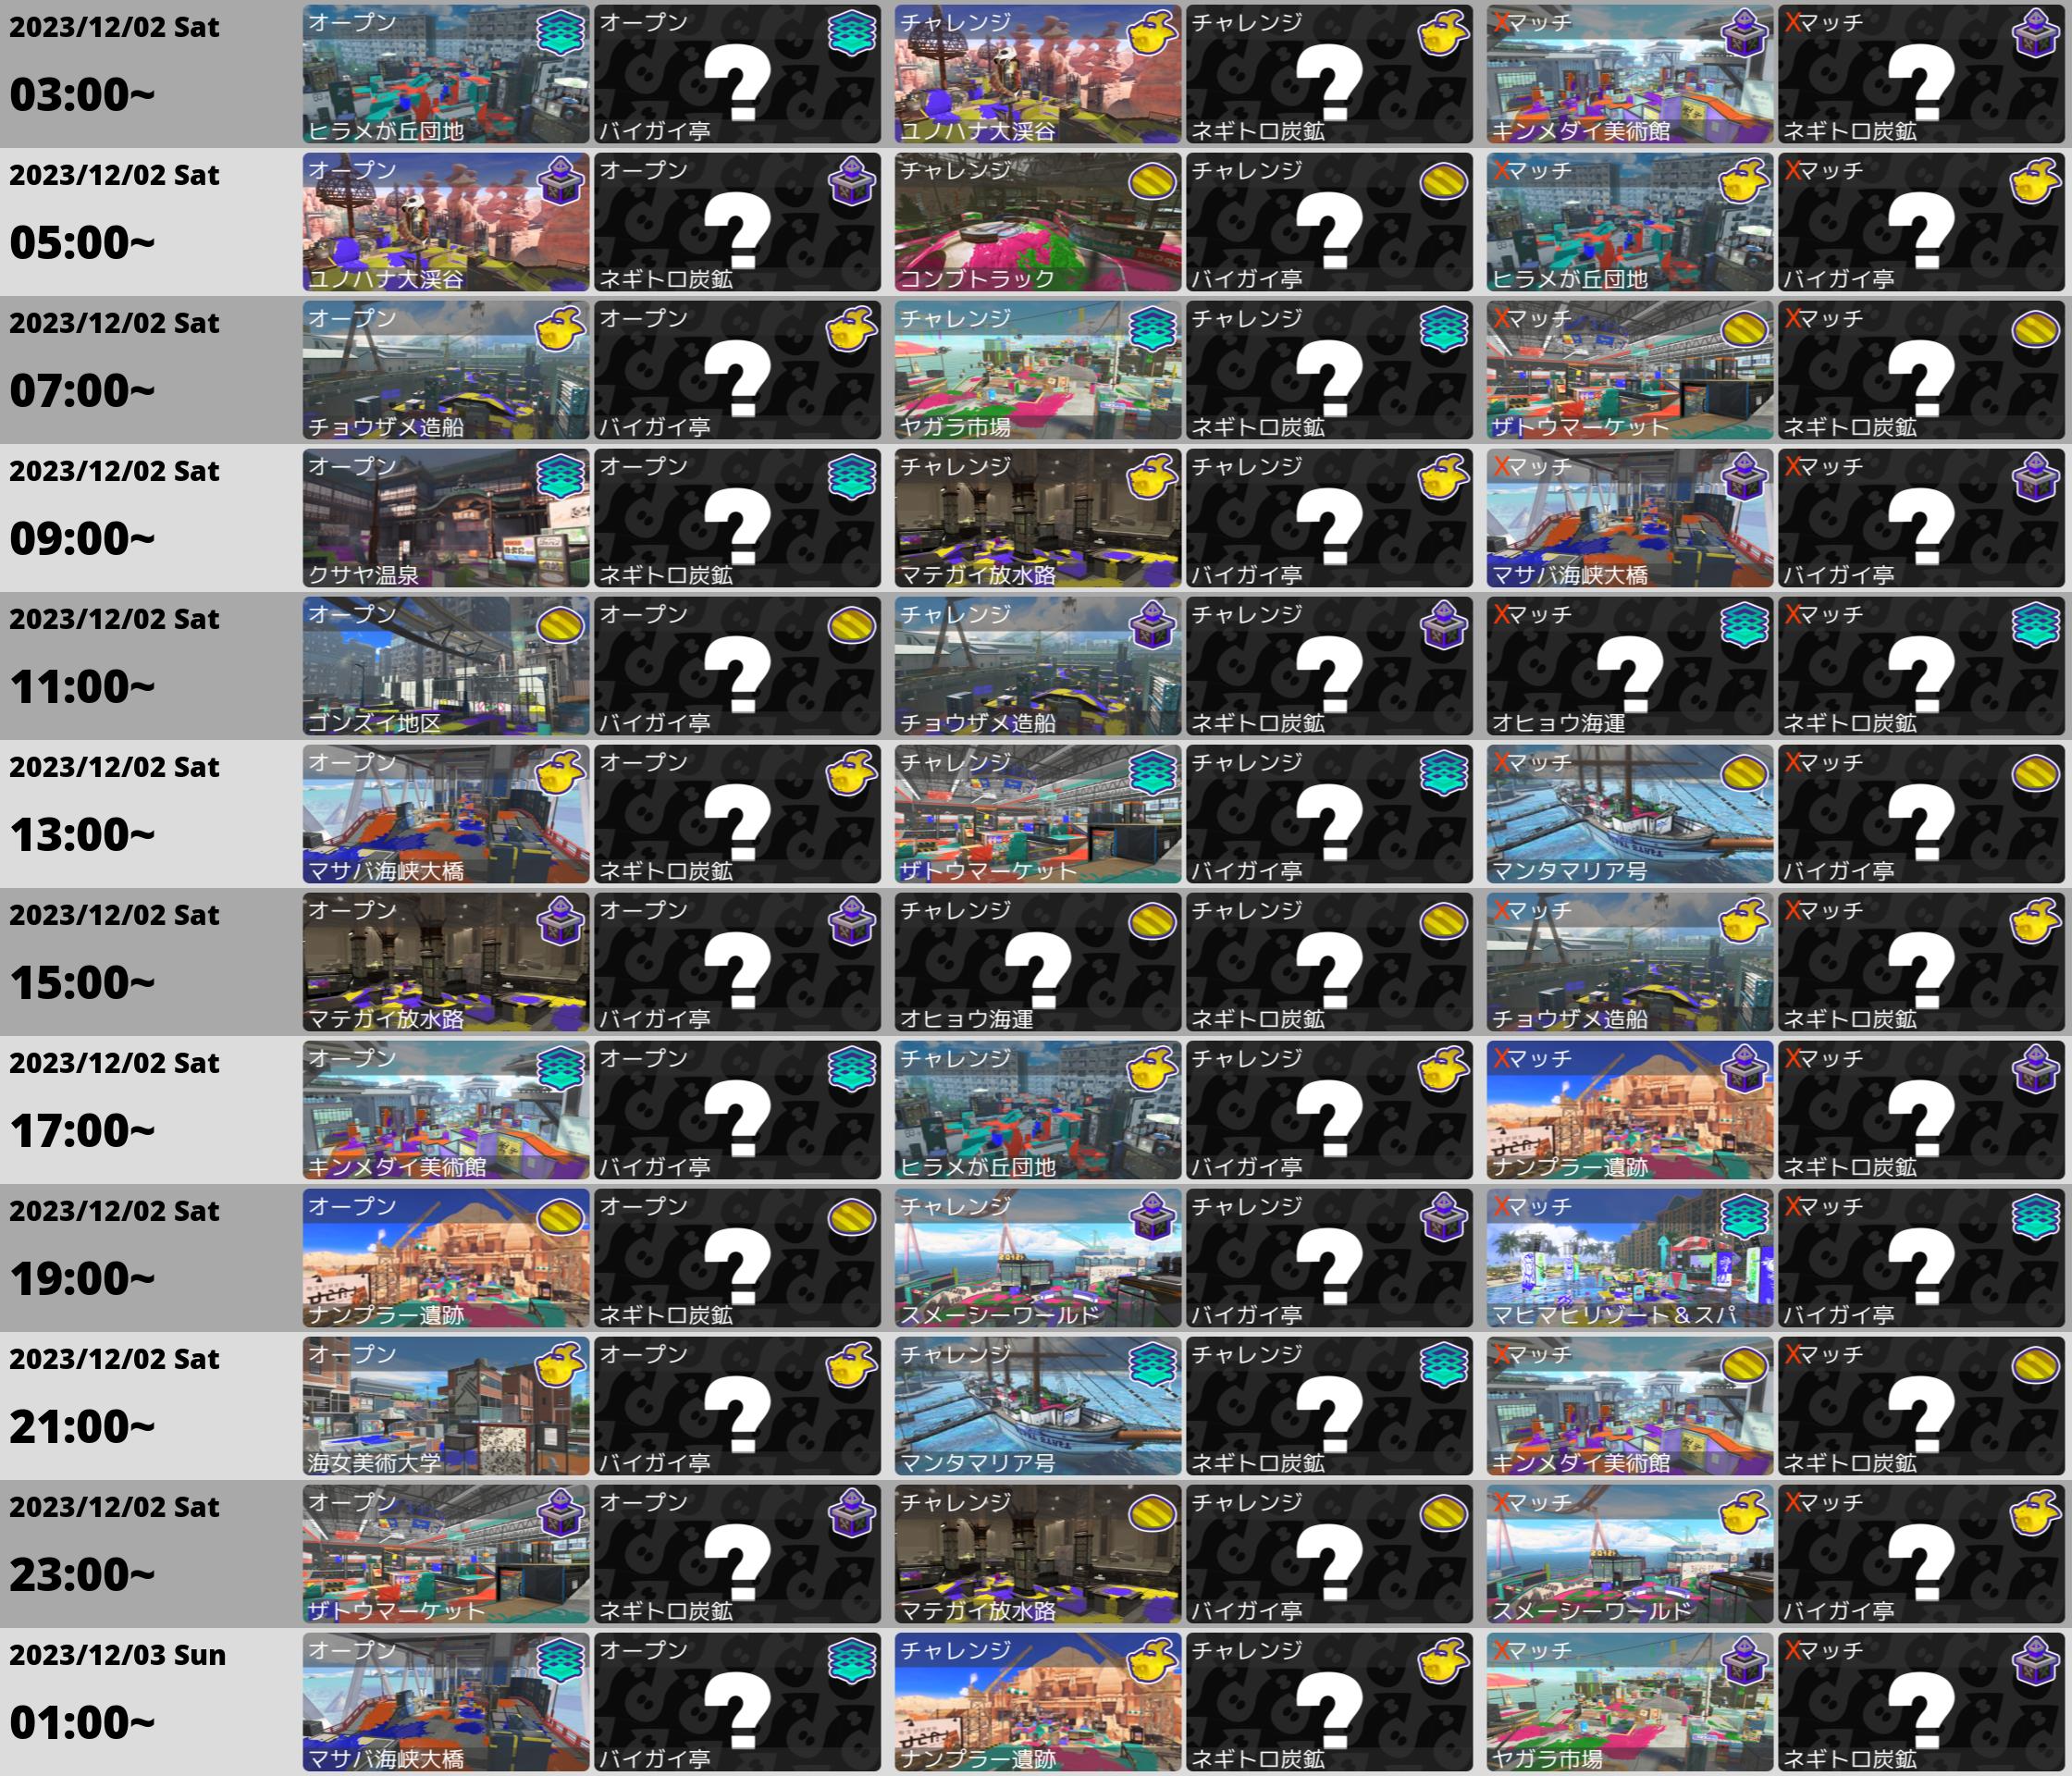 2023/12/02 Sat
03:00~
オープン オープン チャレンジ チャレンジ Xマッチ Xマッチ
ヒラメが丘団地 バイガイ亭 ユノハナ大渓谷 ネギトロ炭鉱 キンメダイ美術館 ネギトロ炭鉱
2023/12/02 Sat
05:00~
オープン オープン チャレンジ チャレンジ Xマッチ Xマッチ
ユノハナ大渓谷 ネギトロ炭鉱 コンブトラック バイガイ亭 ヒラメが丘団地 バイガイ亭
2023/12/02 Sat
07:00~
オープン オープン チャレンジ チャレンジ Xマッチ Xマッチ
チョウザメ造船 バイガイ亭 ヤガラ市場 ネギトロ炭鉱 ザトウマーケット ネギトロ炭鉱
2023/12/02 Sat
09:00~
オープン オープン チャレンジ チャレンジ Xマッチ Xマッチ
クサヤ温泉 ネギトロ炭鉱 マテガイ放水路 バイガイ亭 マサバ海峡大橋 バイガイ亭
2023/12/02 Sat
11:00~
オープン オープン チャレンジ チャレンジ Xマッチ Xマッチ
ゴンズイ地区 バイガイ亭 チョウザメ造船 ネギトロ炭鉱 オヒョウ海運 ネギトロ炭鉱
2023/12/02 Sat
13:00~
オープン オープン チャレンジ チャレンジ Xマッチ Xマッチ
マサバ海峡大橋 ネギトロ炭鉱 ザトウマーケット バイガイ亭 マンタマリア号 バイガイ亭
2023/12/02 Sat
15:00~
オープン オープン チャレンジ チャレンジ Xマッチ Xマッチ
マテガイ放水路 バイガイ亭 オヒョウ海運 ネギトロ炭鉱 チョウザメ造船 ネギトロ炭鉱
2023/12/02 Sat
17:00~
オープン オープン チャレンジ チャレンジ Xマッチ Xマッチ
キンメダイ美術館 バイガイ亭 ヒラメが丘団地 バイガイ亭 ナンプラー遺跡 ネギトロ炭鉱
2023/12/02 Sat
19:00~
オープン オープン チャレンジ チャレンジ Xマッチ Xマッチ
ナンプラー遺跡 ネギトロ炭鉱 スメーシーワールド バイガイ亭 マヒマヒリゾート＆スパ バイガイ亭
2023/12/02 Sat
21:00~
オープン オープン チャレンジ チャレンジ Xマッチ Xマッチ
海女美術大学 バイガイ亭 マンタマリア号 ネギトロ炭鉱 キンメダイ美術館 ネギトロ炭鉱
2023/12/02 Sat
23:00~
オープン オープン チャレンジ チャレンジ Xマッチ Xマッチ
ザトウマーケット ネギトロ炭鉱 マテガイ放水路 バイガイ亭 スメーシーワールド バイガイ亭
2023/12/03 Sun
01:00~
オープン オープン チャレンジ チャレンジ Xマッチ Xマッチ
マサバ海峡大橋 バイガイ亭 ナンプラー遺跡 ネギトロ炭鉱 ヤガラ市場 ネギトロ炭鉱